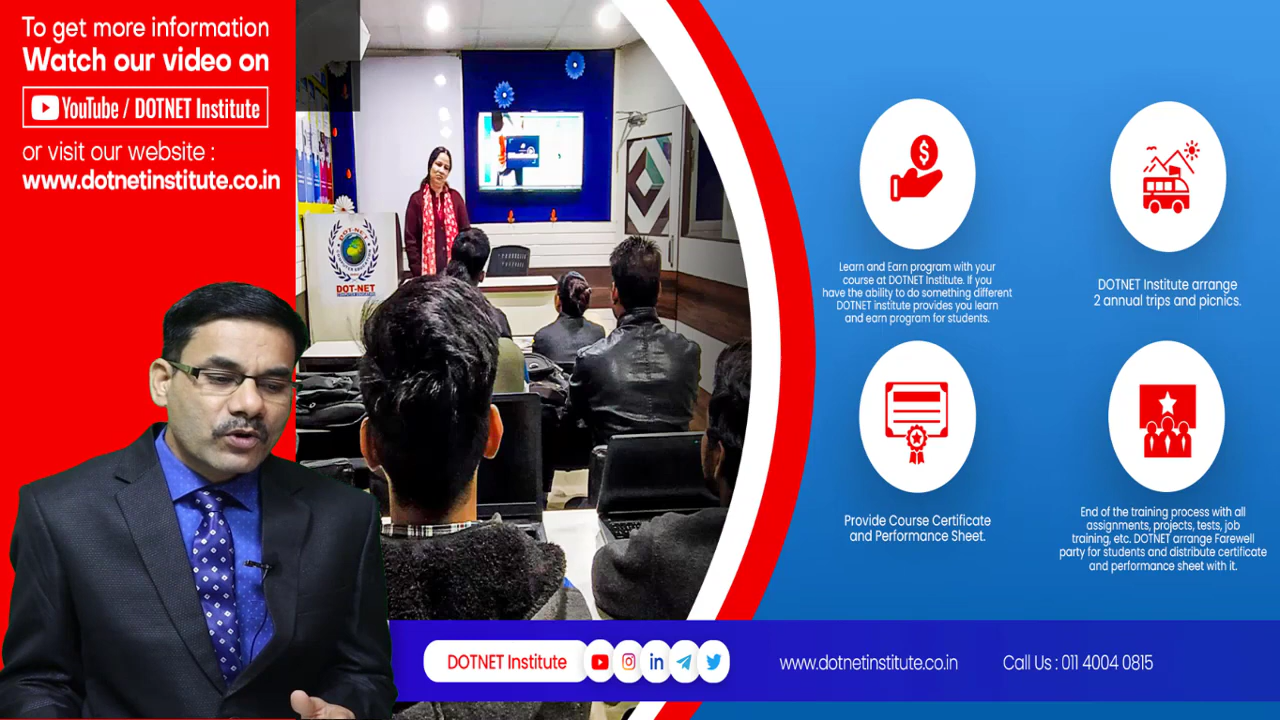 To get more information
Watch our video on
YouTube / DOTNET Institute
or visit our website :
www.dotnetinstitute.co.in
DOT-NET
DOT-NET
Learn and Earn program with your
course at DOTNET Institute. If you
have the ability to do something different
DOTNET institute provides you learn
and earn program for students.
DOTNET Institute arrange
2 annual trips and picnics.
Provide Course Certificate
and Performance Sheet.
End of the training process with all
assignments, projects, tests, job
training, etc. DOTNET arrange Farewell
party for students and distribute certificate
and performance sheet with it.
DOTNET Institute
www.dotnetinstitute.co.in
Call Us : 011 4004 0815